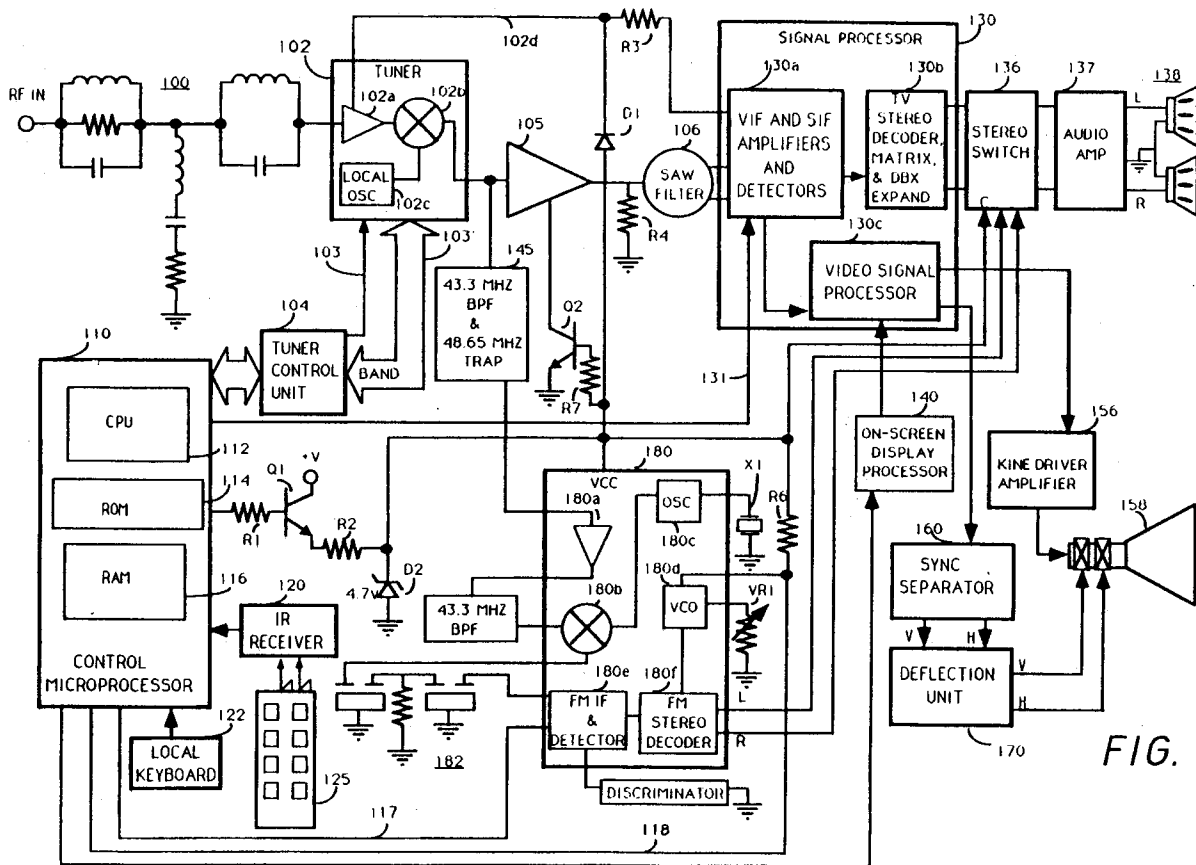 130
SIGNAL PROCESSOR
102d
R3
102
TUNER
130a
130b
136
137
138
100
RF IN
102a
102b
105
D1
106
VIF AND SIF
AMPLIFIERS
AND
DETECTORS
TV
STEREO
DECODER,
MATRIX,
& DBX
EXPAND
STEREO
SWITCH
C
AUDIO
AMP
L
R
LOCAL
OSC
102c
SAW
FILTER
R4
103
103'
145
130c
43.3 MHZ
BPF
&
48.65 MHZ
TRAP
Q2
R7
VIDEO SIGNAL
PROCESSOR
110
104
TUNER
CONTROL
UNIT
BAND
131
140
ON-SCREEN
DISPLAY
PROCESSOR
156
KINE DRIVER
AMPLIFIER
CPU
112
114
Q1
+V
ROM
R1
R2
180
VCC
180a
OSC
180c
X1
R6
158
RAM
116
D2
4.7V
180b
180d
VCO
VR1
160
SYNC
SEPARATOR
120
IR
RECEIVER
43.3 MHZ
BPF
V
H
CONTROL
MICROPROCESSOR
180e
180f
DEFLECTION
UNIT
V
H
FM IF
&
DETECTOR
FM
STEREO
DECODER
L
R
122
LOCAL
KEYBOARD
182
170
FIG.
125
DISCRIMINATOR
117
118